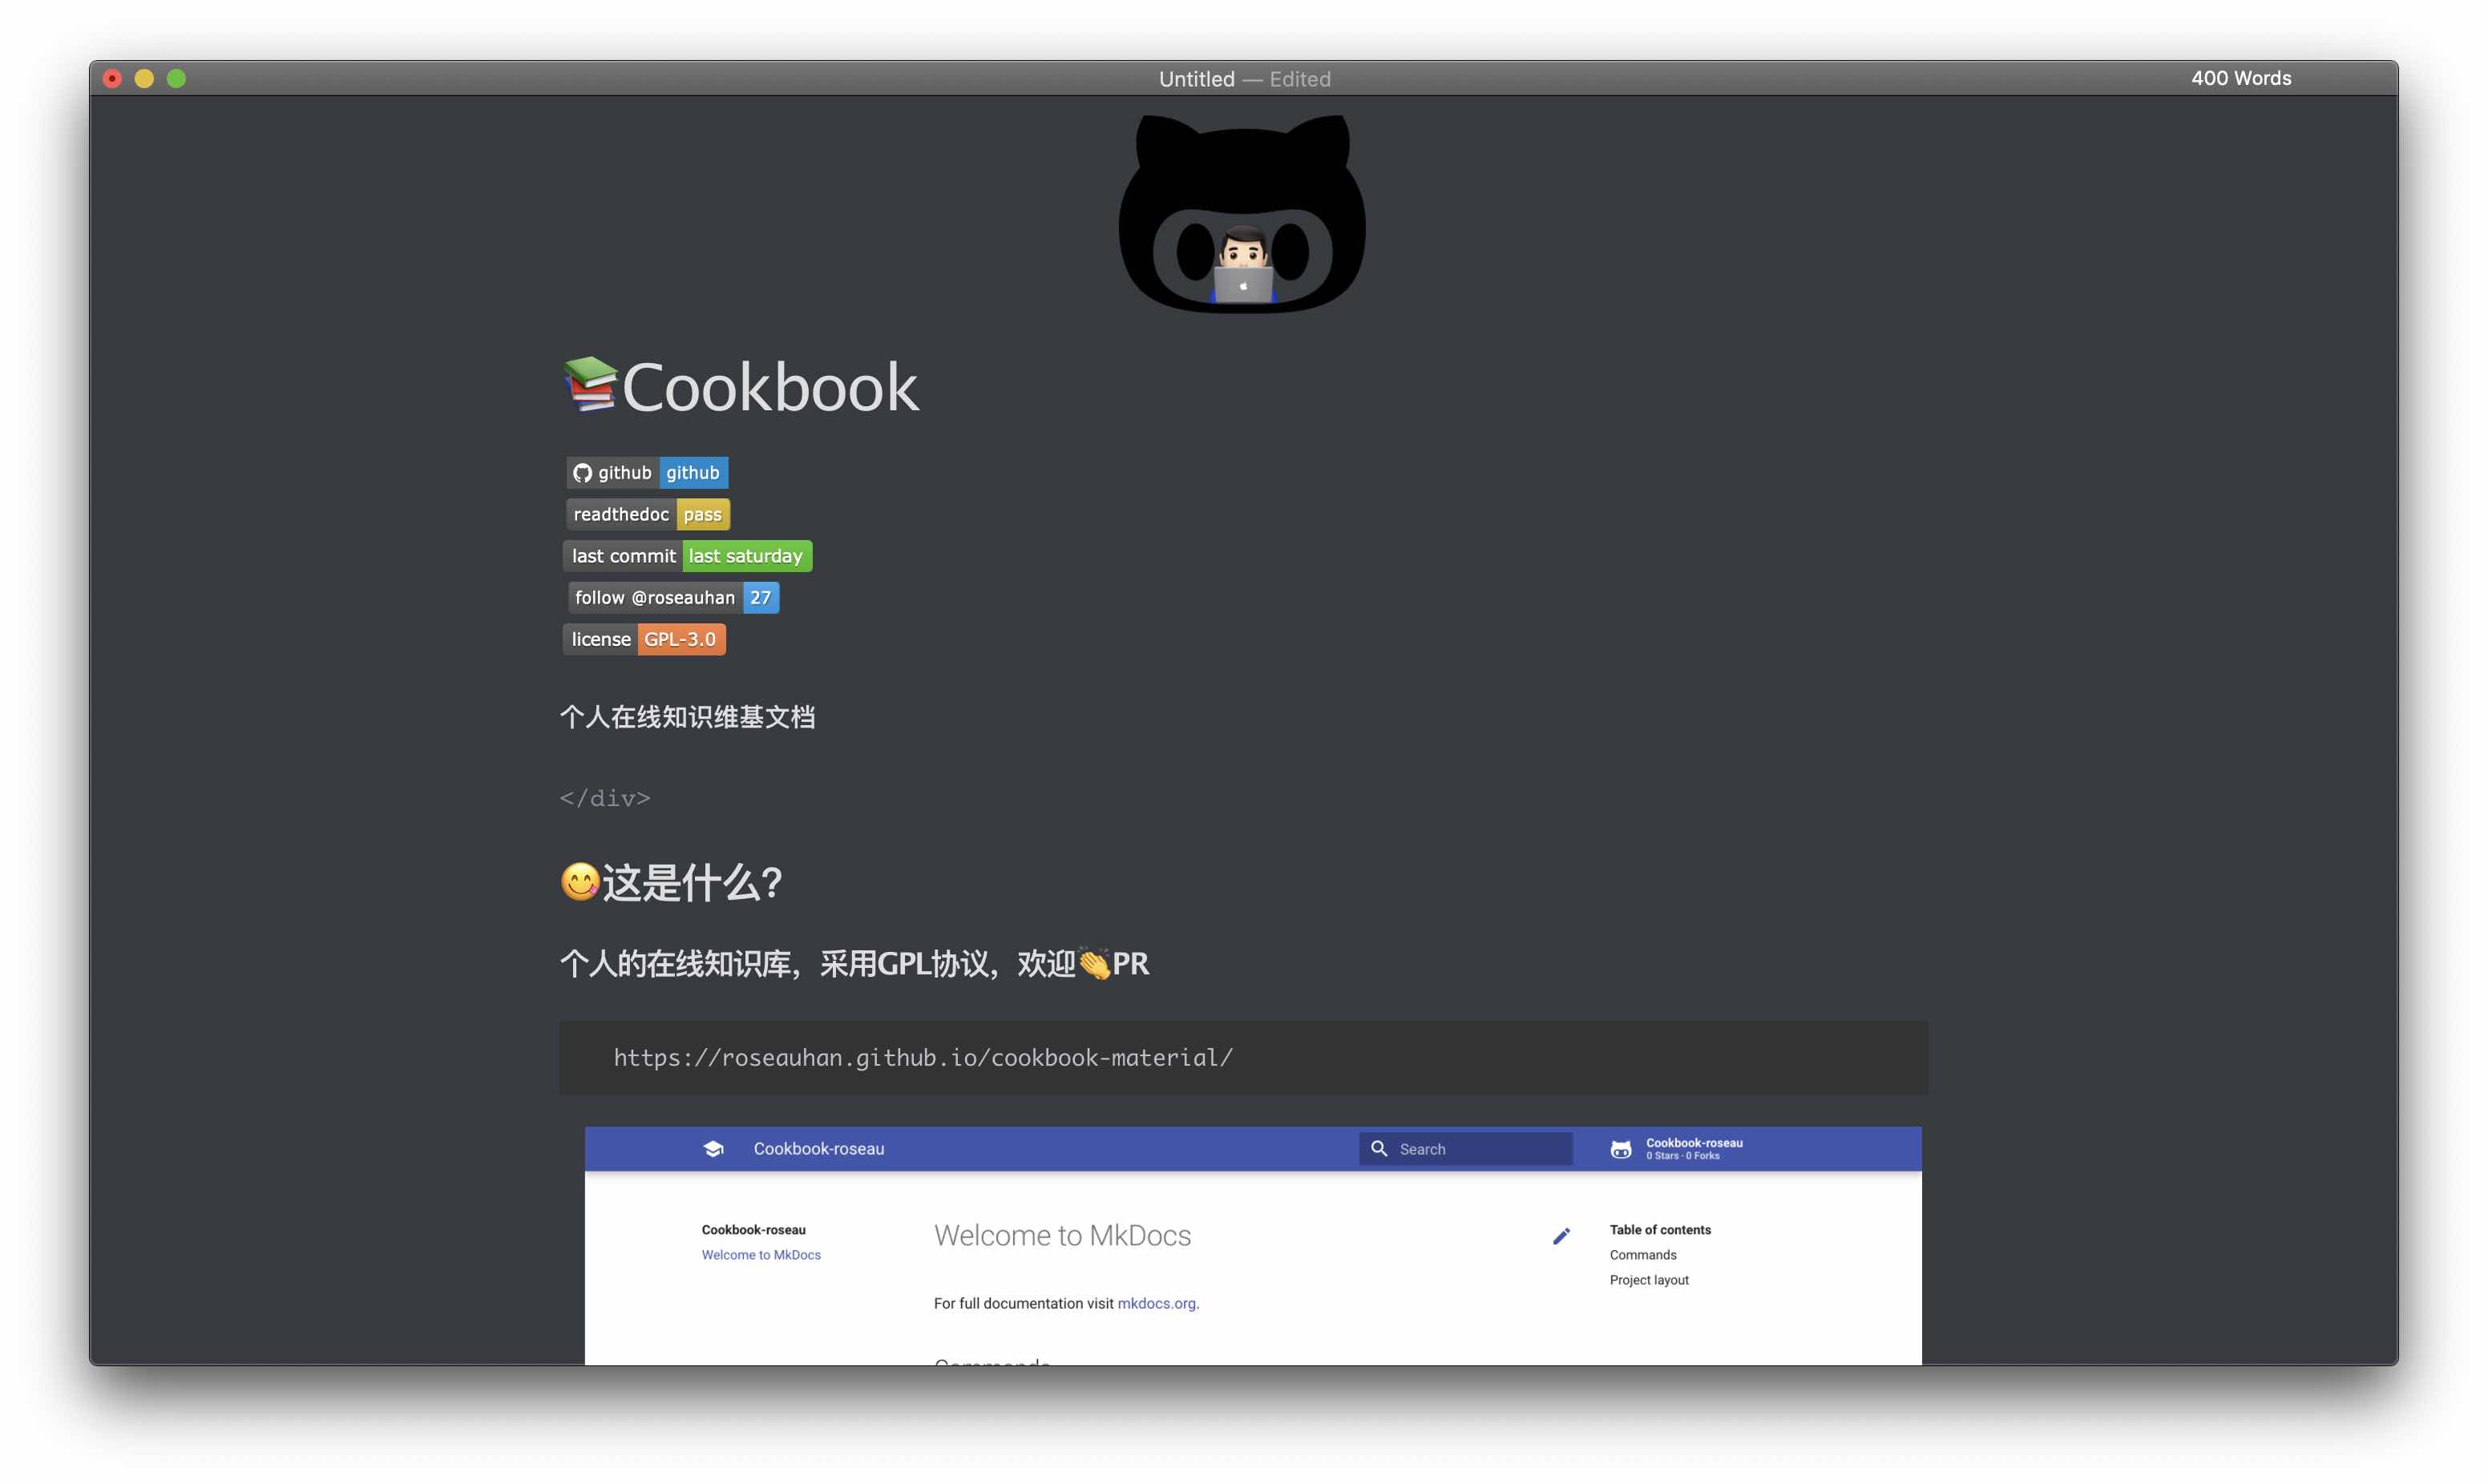 Untitled — Edited
400 Words
📚Cookbook
github github
readthedoc pass
last commit last saturday
follow @roseauhan 27
license GPL-3.0
个人在线知识维基文档
</div>
😋这是什么?
个人的在线知识库，采用GPL协议，欢迎👏PR
https://roseauhan.github.io/cookbook-material/
Cookbook-roseau
Search
Cookbook-roseau
0 Stars · 0 Forks
Cookbook-roseau
Welcome to MkDocs
Welcome to MkDocs
For full documentation visit mkdocs.org.
Commands
Table of contents
Commands
Project layout